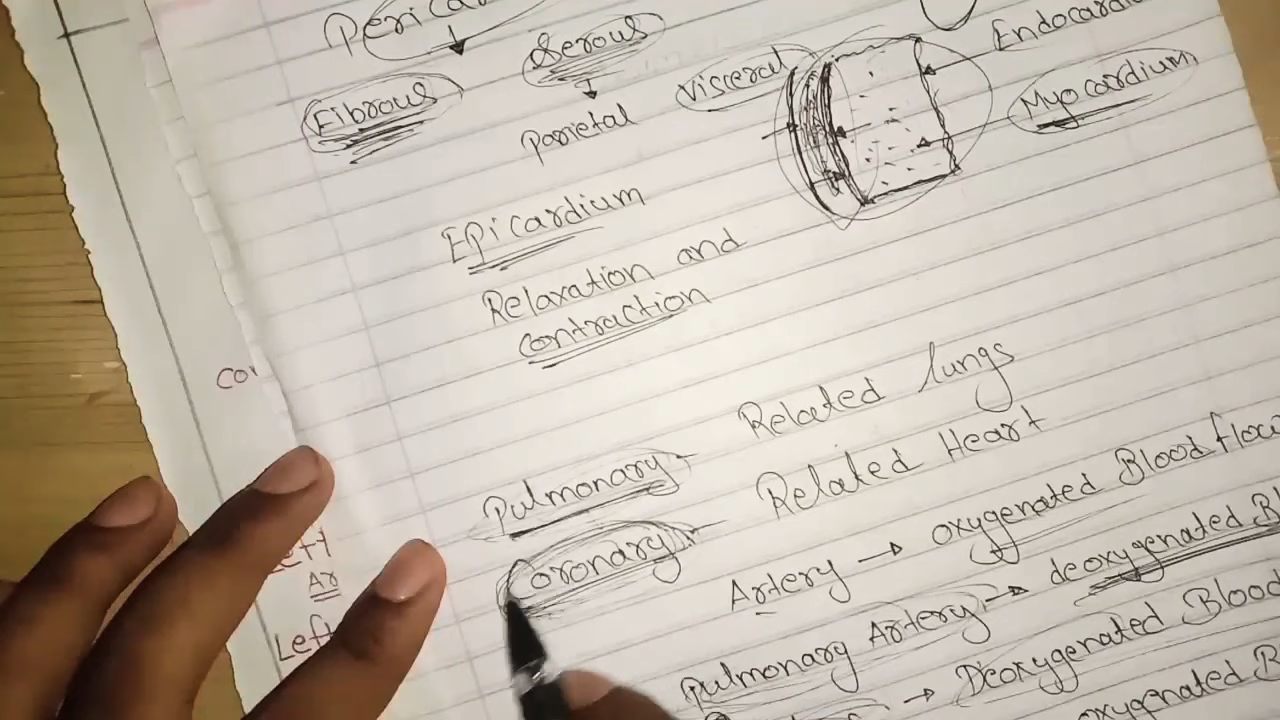 Serous
Fibrous
Parietal
Visceral
Myocardium
Epicardium
Relaxation and
contraction
Pulmonary - Related lungs
Coronary - Related Heart
Artery → oxygenated Blood
Pulmonary Artery → deoxygenated
→ Deoxygenated Blood
Left
Ar